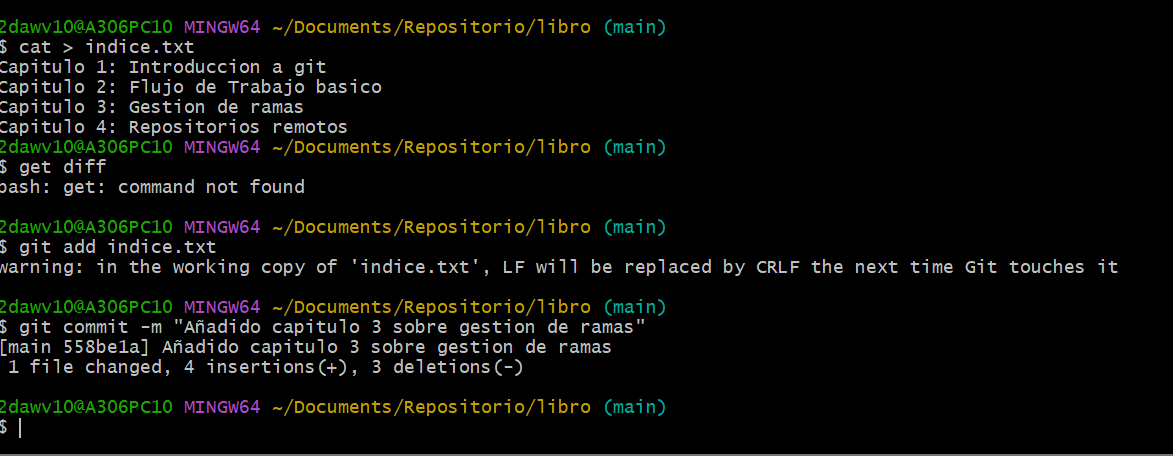 2dawv10@A306PC10 MINGW64 ~/Documents/Repositorio/libro (main)
$ cat > indice.txt
Capitulo 1: Introduccion a git
Capitulo 2: Flujo de Trabajo basico
Capitulo 3: Gestion de ramas
Capitulo 4: Repositorios remotos
2dawv10@A306PC10 MINGW64 ~/Documents/Repositorio/libro (main)
$ get diff
bash: get: command not found
2dawv10@A306PC10 MINGW64 ~/Documents/Repositorio/libro (main)
$ git add indice.txt
warning: in the working copy of 'indice.txt', LF will be replaced by CRLF the next time Git touches it
2dawv10@A306PC10 MINGW64 ~/Documents/Repositorio/libro (main)
$ git commit -m "Añadido capitulo 3 sobre gestion de ramas"
[main 558be1a] Añadido capitulo 3 sobre gestion de ramas
1 file changed, 4 insertions(+), 3 deletions(-)
2dawv10@A306PC10 MINGW64 ~/Documents/Repositorio/libro (main)
$